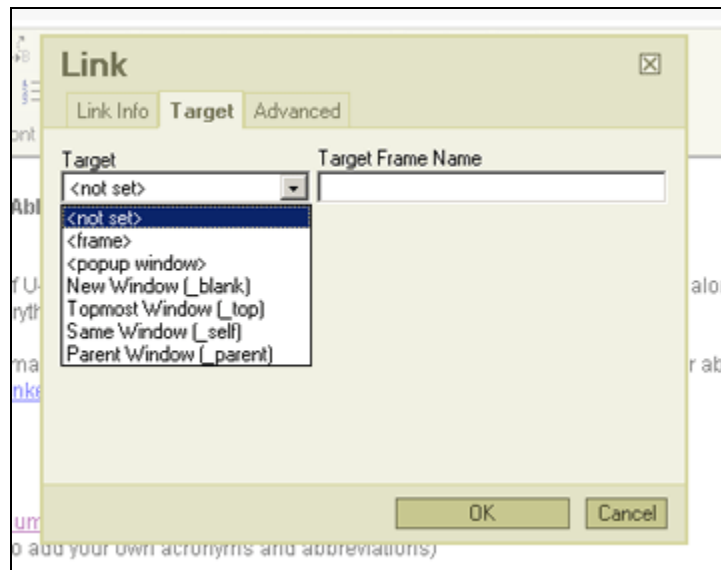 Link
Link Info Target Advanced
Target Target Frame Name
<not set>
<not set>
<frame>
<popup window>
New Window (_blank)
Topmost Window (_top)
Same Window (_self)
Parent Window (_parent)
OK Cancel
add your own acronyms and abbreviations)